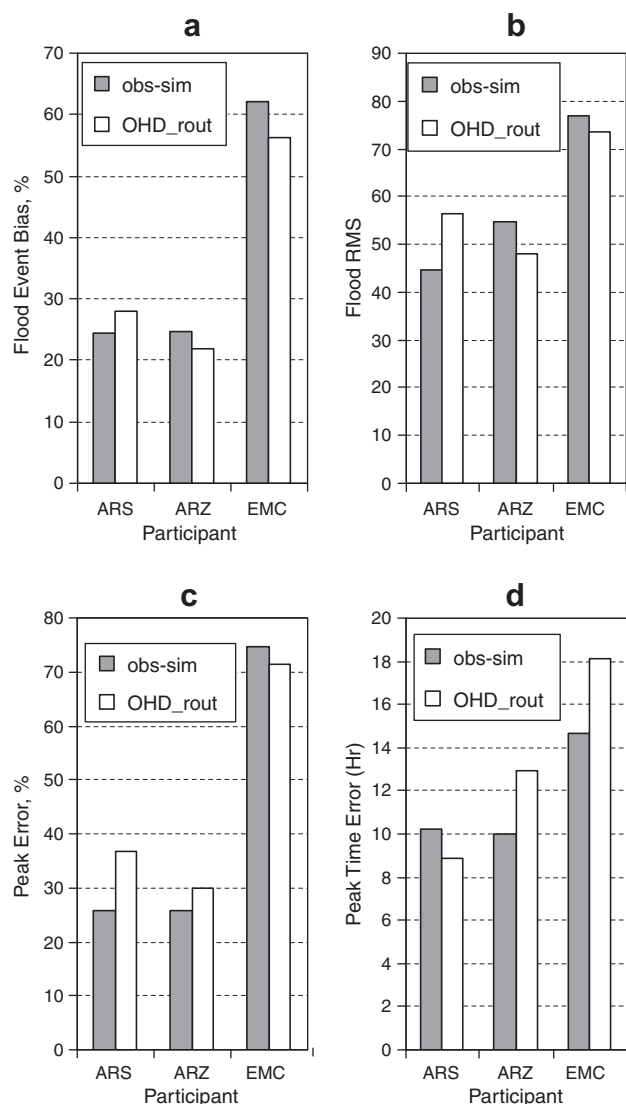 a
Flood Event Bias, %
70
60
50
40
30
20
10
0
obs-sim
OHD_rout
ARS ARZ EMC
Participant
b
Flood RMS
90
80
70
60
50
40
30
20
10
0
obs-sim
OHD_rout
ARS ARZ EMC
Participant
c
Peak Error, %
80
70
60
50
40
30
20
10
0
obs-sim
OHD_rout
ARS ARZ EMC
Participant
d
Peak Time Error (Hr)
20
18
16
14
12
10
8
6
4
2
0
obs-sim
OHD_rout
ARS ARZ EMC
Participant